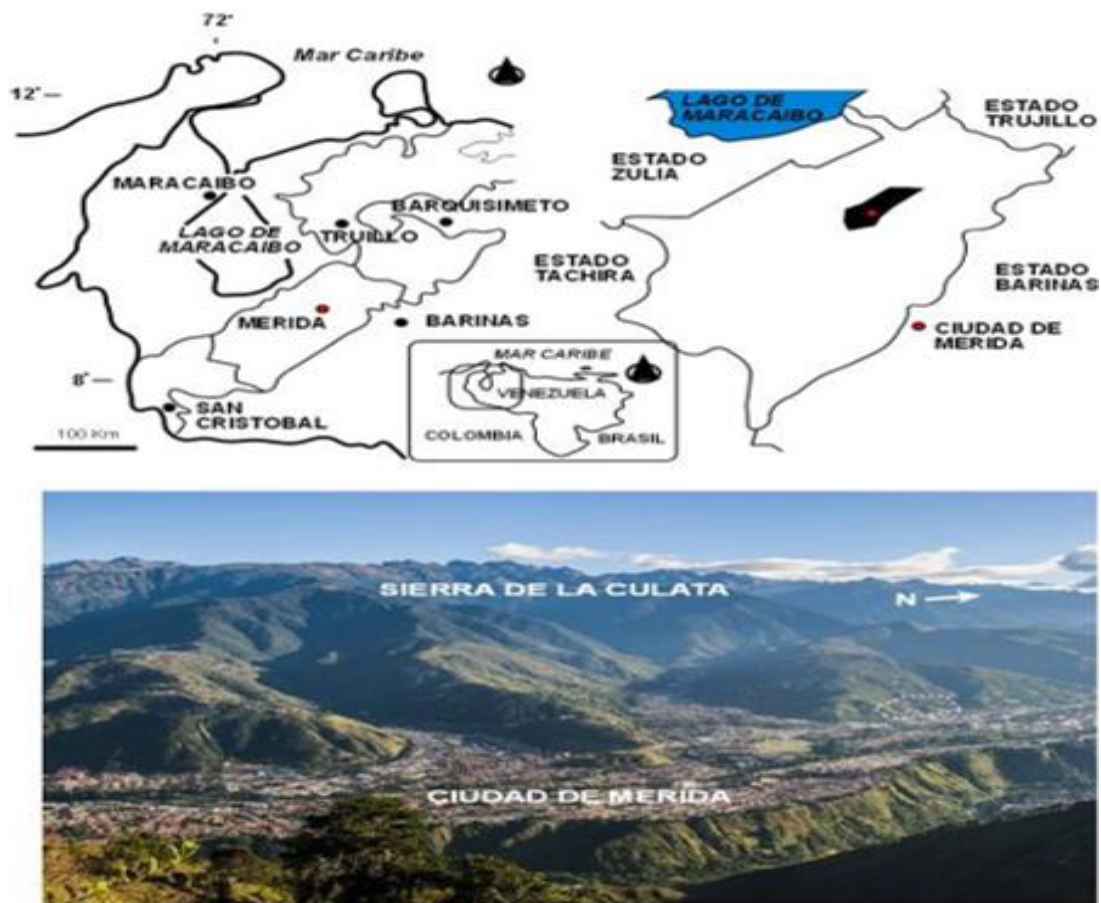 72°
Mar Caribe
12°
MARACAIBO
BARQUISIMETO
LAGO DE
MARACAIBO
TRUILLO
MERIDA
BARINAS
8°
SAN
CRISTOBAL
100 Km
MAR CARIBE
VENEZUELA
COLOMBIA
BRASIL
LAGO DE
MARACAIBO
ESTADO
TRUJILLO
ESTADO
ZULIA
ESTADO
TACHIRA
ESTADO
BARINAS
CIUDAD DE
MERIDA
SIERRA DE LA CULATA
N
CIUDAD DE MERIDA